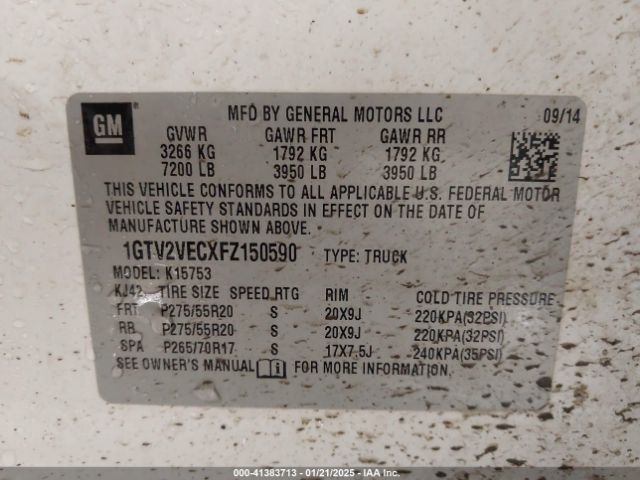 GM
MFD BY GENERAL MOTORS LLC 09/14
GVWR GAWR FRT GAWR RR
3266 KG 1792 KG 1792 KG
7200 LB 3950 LB 3950 LB
THIS VEHICLE CONFORMS TO ALL APPLICABLE U.S. FEDERAL MOTOR
VEHICLE SAFETY STANDARDS IN EFFECT ON THE DATE OF
MANUFACTURE SHOWN ABOVE.
1GTV2VECXFZ150590 TYPE: TRUCK
MODEL: K15753
KJ42 TIRE SIZE SPEED RTG RIM COLD TIRE PRESSURE
FRT P275/55R20 S 20X9J 220KPA(32PSI)
RR P275/55R20 S 20X9J 220KPA(32PSI)
SPA P265/70R17 S 17X7.5J 240KPA(35PSI)
SEE OWNER'S MANUAL FOR MORE INFORMATION.
000-41383713 - 01/21/2025 - IAA Inc.